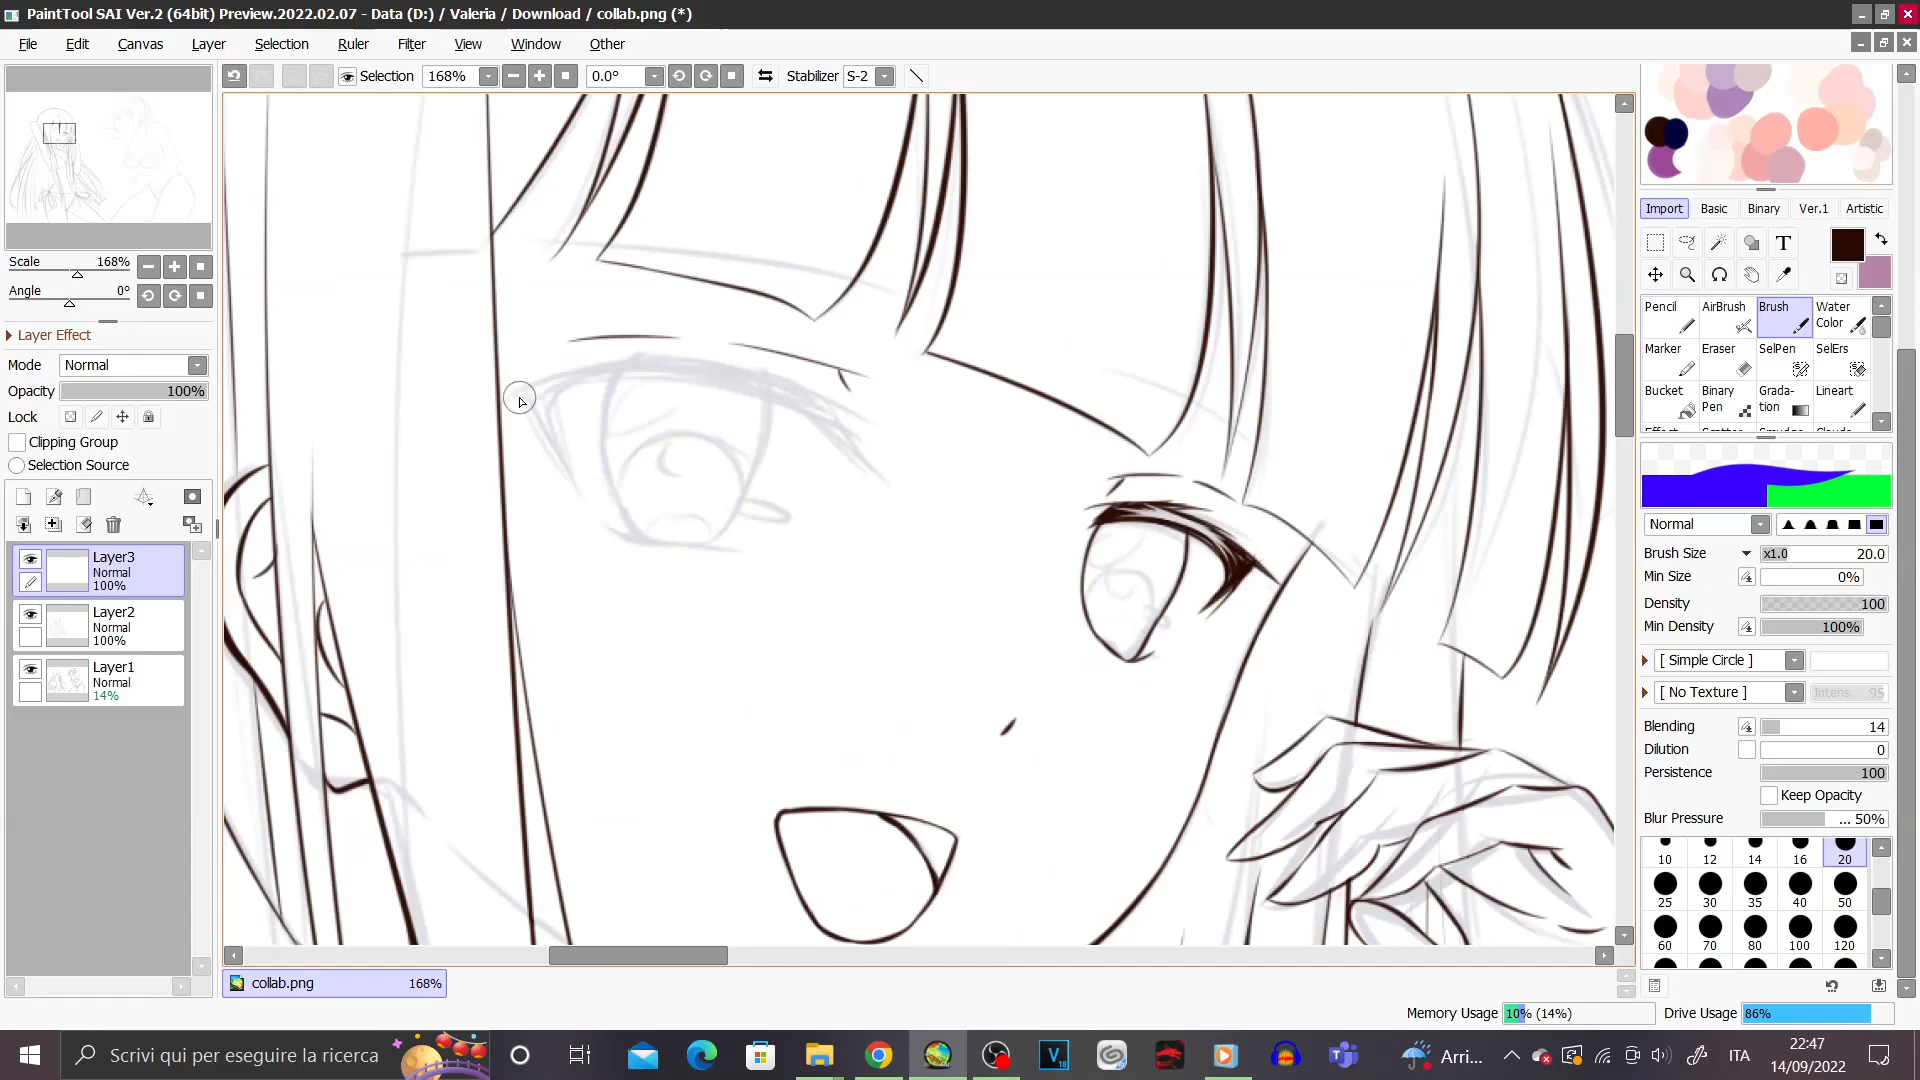 PaintTool SAI Ver.2 (64bit) Preview.2022.02.07 - Data (D:) / Valeria / Download / collab.png (*)
File Edit Canvas Layer Selection Ruler Filter View Window Other
Selection 168% 0.0° Stabilizer S-2
Scale 168%
Angle 0°
Layer Effect
Mode Normal
Opacity 100%
Lock
Clipping Group
Selection Source
Layer3
Normal
100%
Layer2
Normal
100%
Layer1
Normal
14%
collab.png 168%
Import Basic Binary Ver.1 Artistic
T
Pencil AirBrush Brush Water Color
Marker Eraser SelPen SelErs
Bucket Binary Pen Grada-tion Lineart
Normal
Brush Size x1.0 20.0
Min Size 0%
Density 100
Min Density 100%
[ Simple Circle ]
[ No Texture ] Intens. 95
Blending 14
Dilution 0
Persistence 100
Keep Opacity
Blur Pressure ... 50%
10 12 14 16 20
25 30 35 40 50
60 70 80 100 120
Memory Usage 10% (14%) Drive Usage 86%
Scrivi qui per eseguire la ricerca
V
18
Arri...
ITA
22:47
14/09/2022